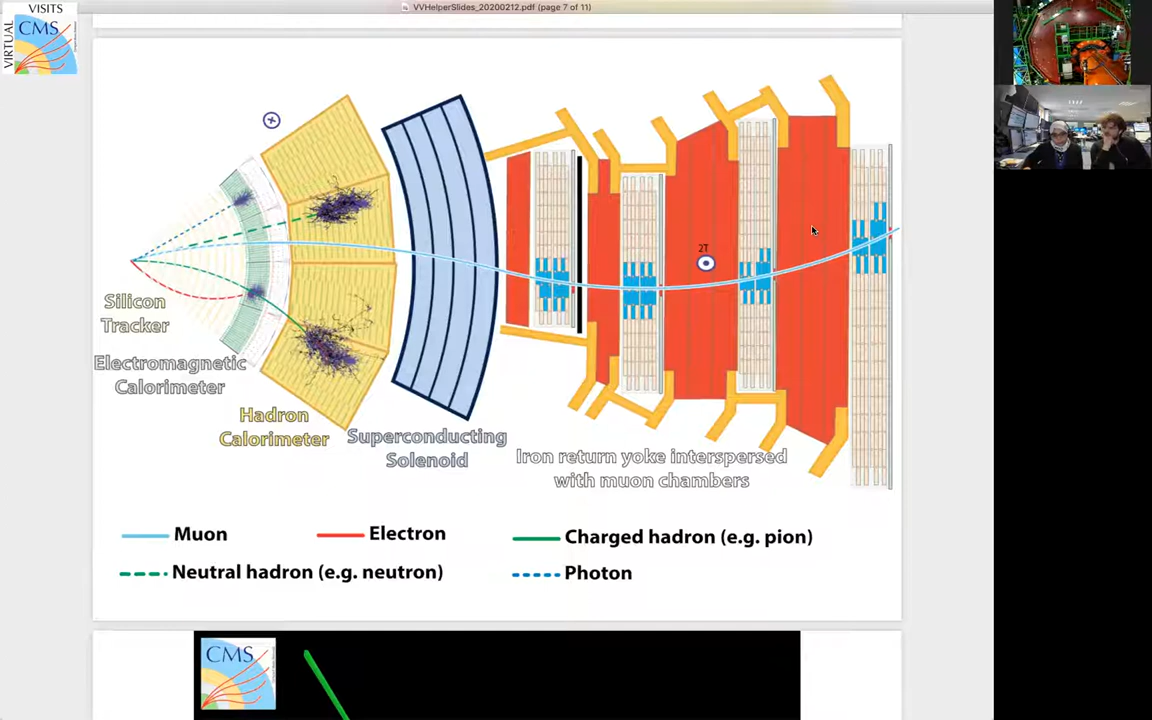 VVHelperSlides_20200212.pdf (page 7 of 11)
VISITS
VIRTUAL
CMS
2T
Silicon
Tracker
Electromagnetic
Calorimeter
Hadron
Calorimeter
Superconducting
Solenoid
Iron return yoke interspersed
with muon chambers
Muon
Electron
Charged hadron (e.g. pion)
Neutral hadron (e.g. neutron)
Photon
CMS